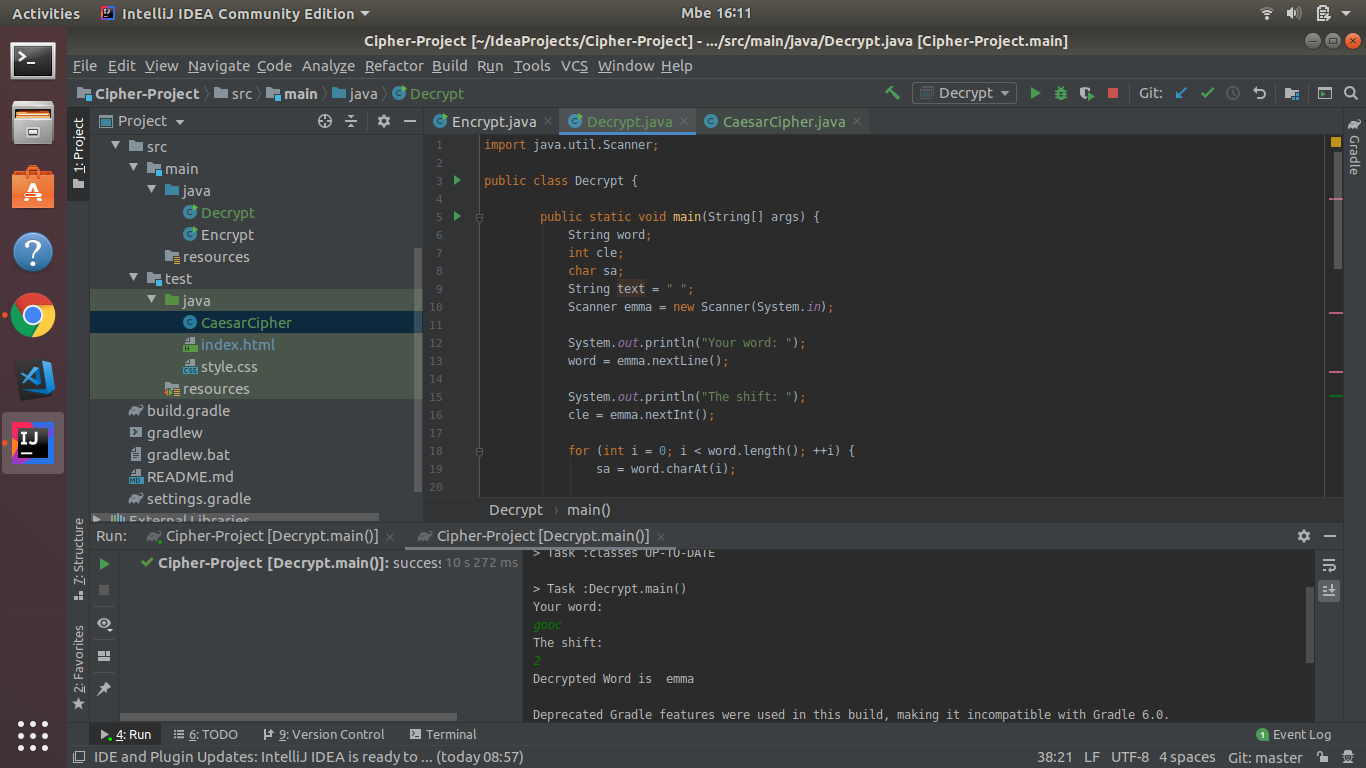 Activities IntelliJ IDEA Community Edition Mbe 16:11
Cipher-Project [~/IdeaProjects/Cipher-Project] - .../src/main/java/Decrypt.java [Cipher-Project.main]
File Edit View Navigate Code Analyze Refactor Build Run Tools VCS Window Help
Cipher-Project src main java Decrypt Decrypt Git:
Project Encrypt.java Decrypt.java CaesarCipher.java
1: Project
Gradle
src
main
java
Decrypt
Encrypt
resources
test
java
CaesarCipher
index.html
style.css
resources
build.gradle
gradlew
gradlew.bat
README.md
settings.gradle
External Libraries
1 import java.util.Scanner;
2
3 public class Decrypt {
4
5 public static void main(String[] args) {
6 String word;
7 int cle;
8 char sa;
9 String text = " ";
10 Scanner emma = new Scanner(System.in);
11
12 System.out.println("Your word: ");
13 word = emma.nextLine();
14
15 System.out.println("The shift: ");
16 cle = emma.nextInt();
17
18 for (int i = 0; i < word.length(); ++i) {
19 sa = word.charAt(i);
20
Decrypt main()
7: Structure
2: Favorites
Run: Cipher-Project [Decrypt.main()] Cipher-Project [Decrypt.main()]
Cipher-Project [Decrypt.main()]: success 10 s 272 ms
> Task :classes UP-TO-DATE
> Task :Decrypt.main()
Your word:
gooc
The shift:
2
Decrypted Word is  emma
Deprecated Gradle features were used in this build, making it incompatible with Gradle 6.0.
4: Run 6: TODO 9: Version Control Terminal 1 Event Log
IDE and Plugin Updates: IntelliJ IDEA is ready to ... (today 08:57) 38:21 LF UTF-8 4 spaces Git: master